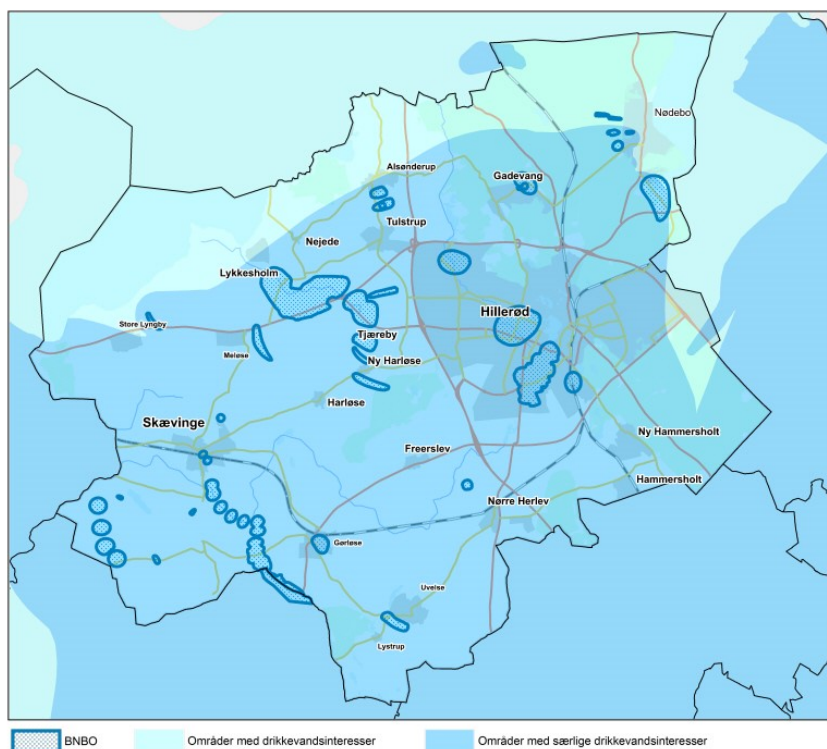 Nødebo
Alsønderup
Gadevang
Tulstrup
Nejede
Lykkesholm
Hillerød
Store Lyngby
Tjæreby
Meløse
Ny Harløse
Harløse
Skævinge
Ny Hammersholt
Freerslev
Hammersholt
Nørre Herlev
Gørløse
Uvelse
Lystrup
BNBO Områder med drikkevandsinteresser Områder med særlige drikkevandsinteresser